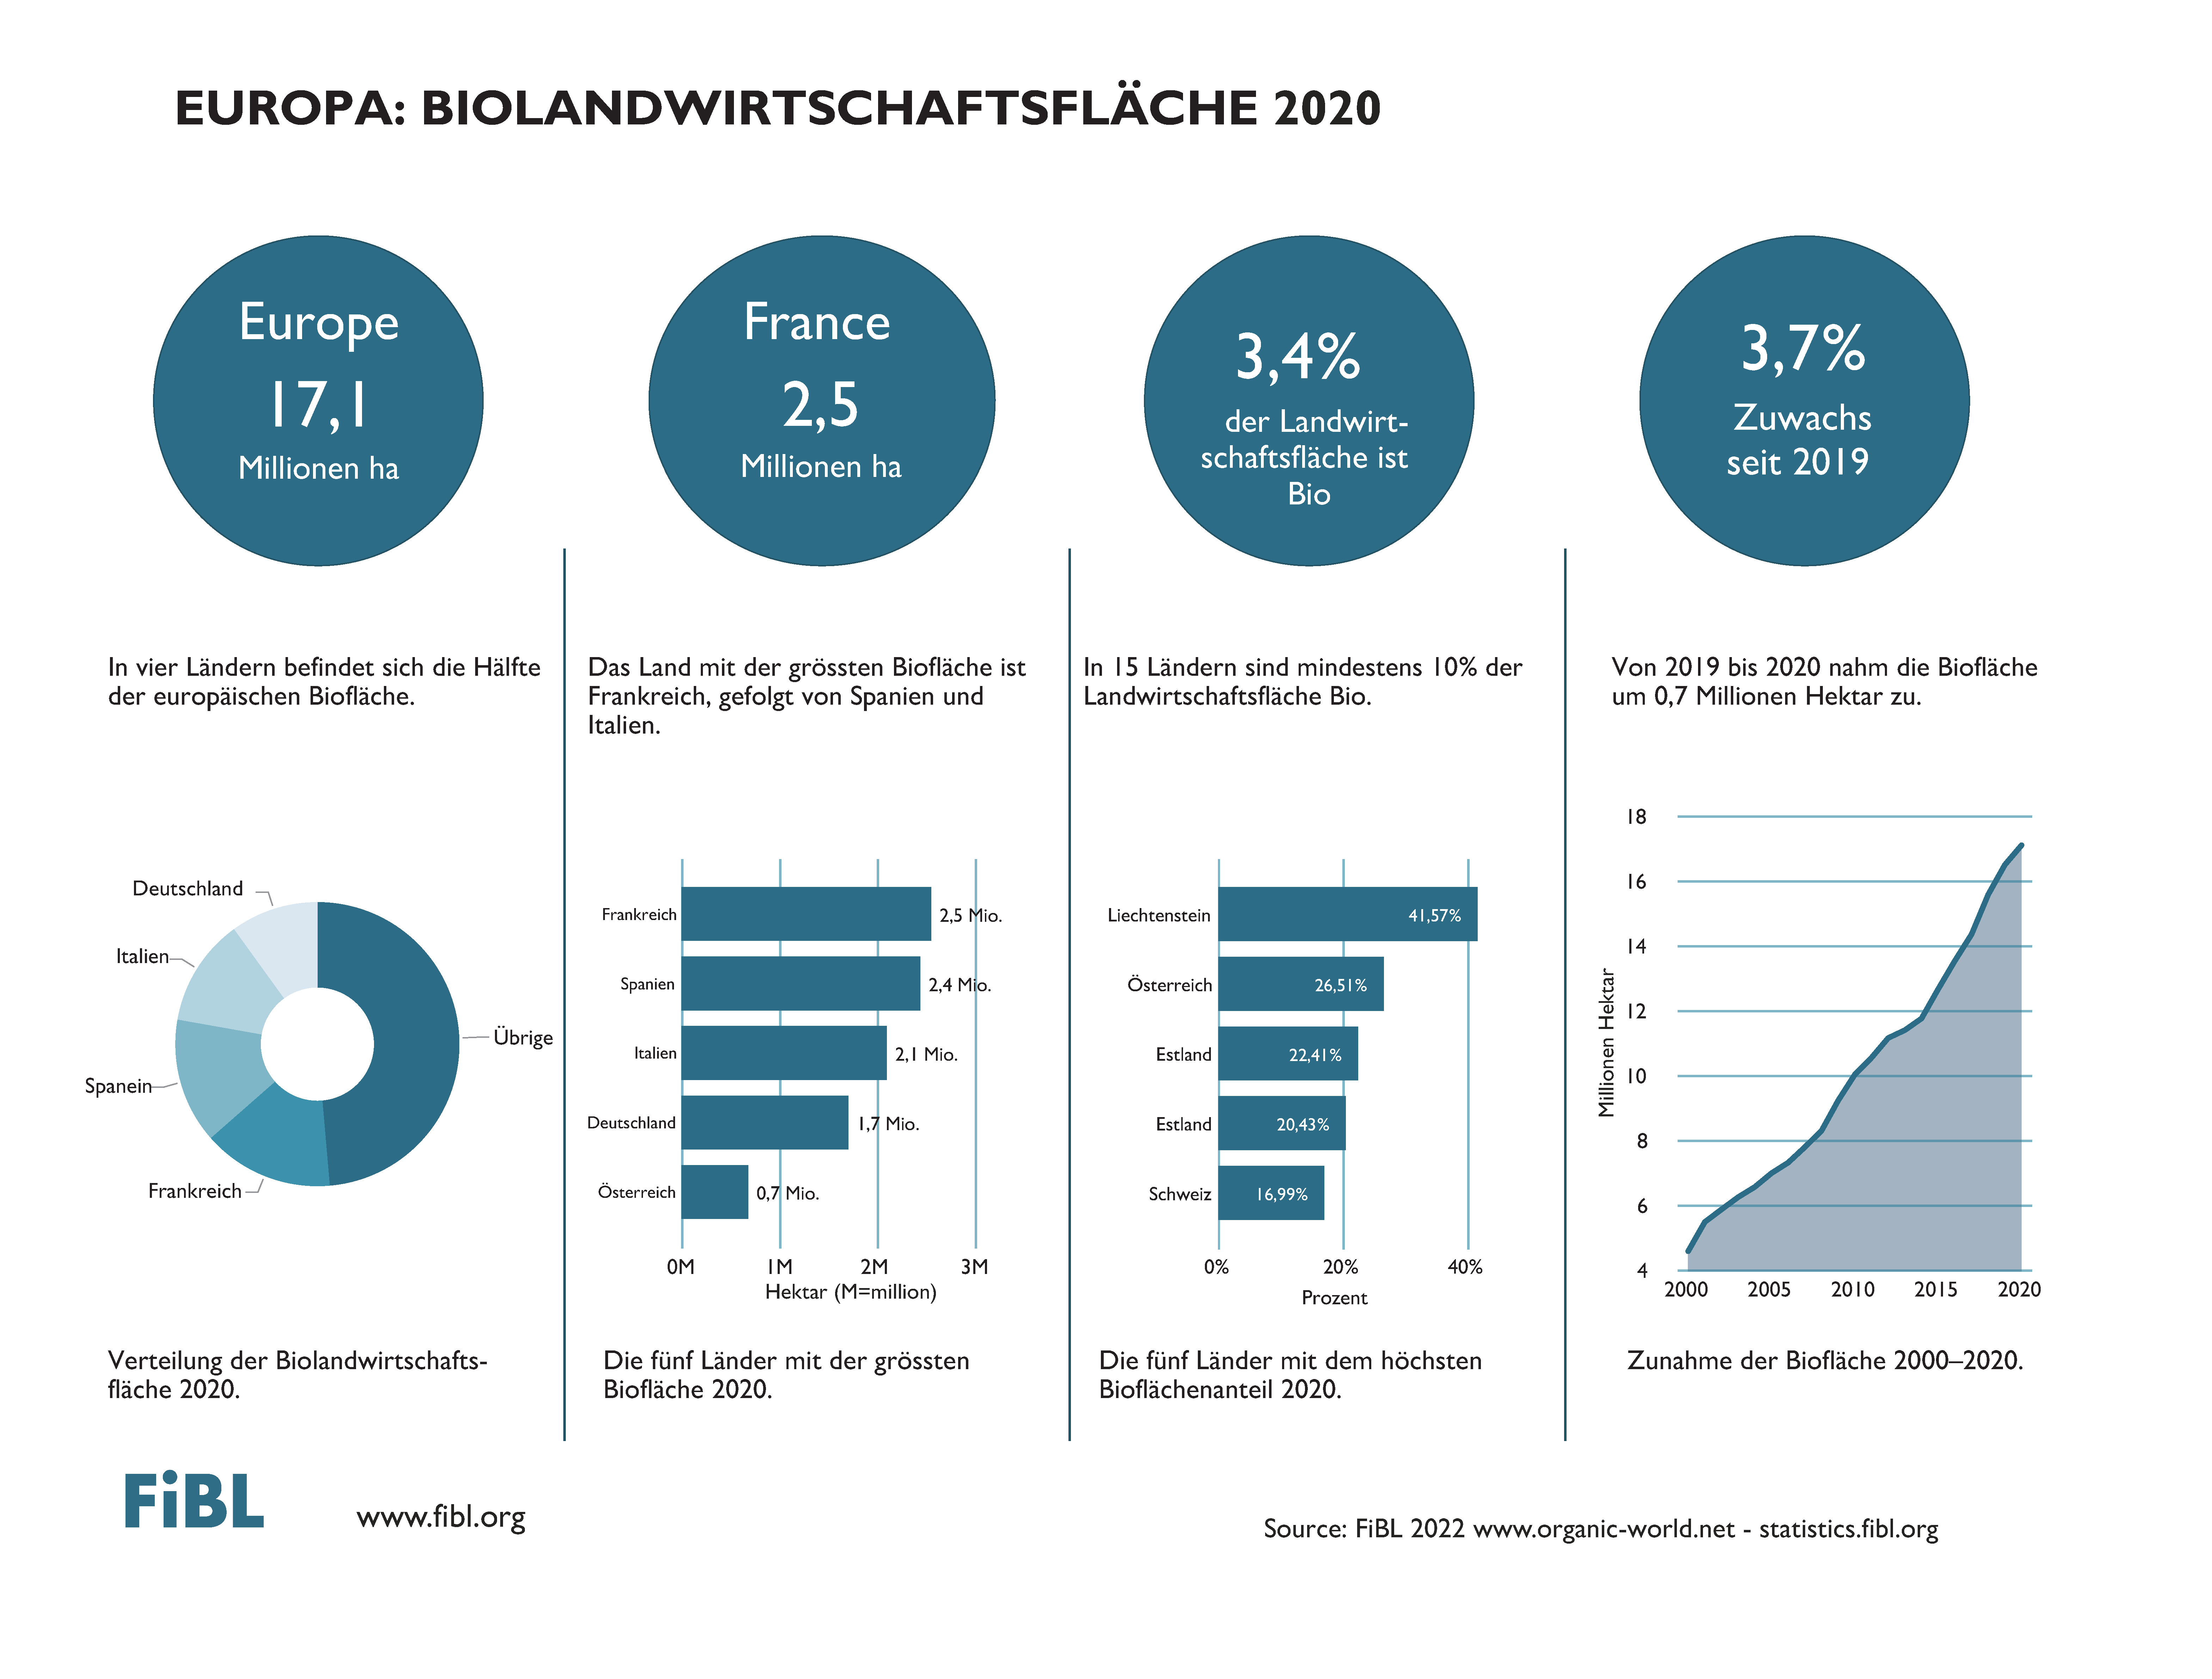 EUROPA: BIOLANDWIRTSCHAFTSFLÄCHE 2020
Europe
17,1
Millionen ha
France
2,5
Millionen ha
3,4%
der Landwirt-
schaftsfläche ist
Bio
3,7%
Zuwachs
seit 2019
In vier Ländern befindet sich die Hälfte
der europäischen Biofläche.
Das Land mit der grössten Biofläche ist
Frankreich, gefolgt von Spanien und
Italien.
In 15 Ländern sind mindestens 10% der
Landwirtschaftsfläche Bio.
Von 2019 bis 2020 nahm die Biofläche
um 0,7 Millionen Hektar zu.
Deutschland
Italien
Spanein
Frankreich
Übrige
Verteilung der Biolandwirtschafts-
fläche 2020.
Frankreich 2,5 Mio.
Spanien 2,4 Mio.
Italien 2,1 Mio.
Deutschland 1,7 Mio.
Österreich 0,7 Mio.
0M 1M 2M 3M
Hektar (M=million)
Die fünf Länder mit der grössten
Biofläche 2020.
Liechtenstein 41,57%
Österreich 26,51%
Estland 22,41%
Estland 20,43%
Schweiz 16,99%
0% 20% 40%
Prozent
Die fünf Länder mit dem höchsten
Bioflächenanteil 2020.
Millionen Hektar
18
16
14
12
10
8
6
4
2000 2005 2010 2015 2020
Zunahme der Biofläche 2000–2020.
FiBL
www.fibl.org
Source: FiBL 2022 www.organic-world.net - statistics.fibl.org